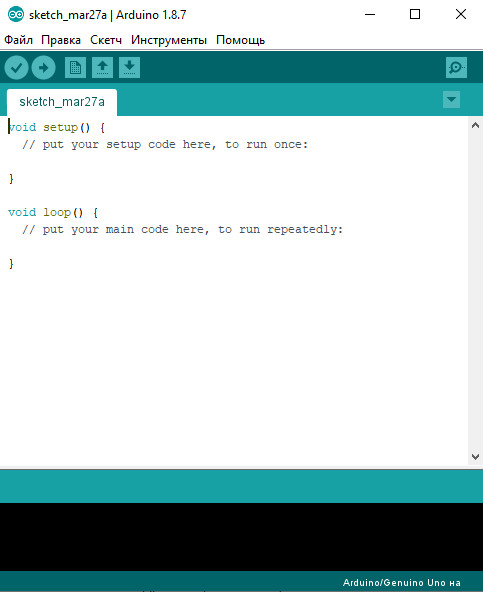 sketch_mar27a | Arduino 1.8.7
Файл Правка Скетч Инструменты Помощь
sketch_mar27a
void setup() {
// put your setup code here, to run once:
}
void loop() {
// put your main code here, to run repeatedly:
}
Arduino/Genuino Uno на